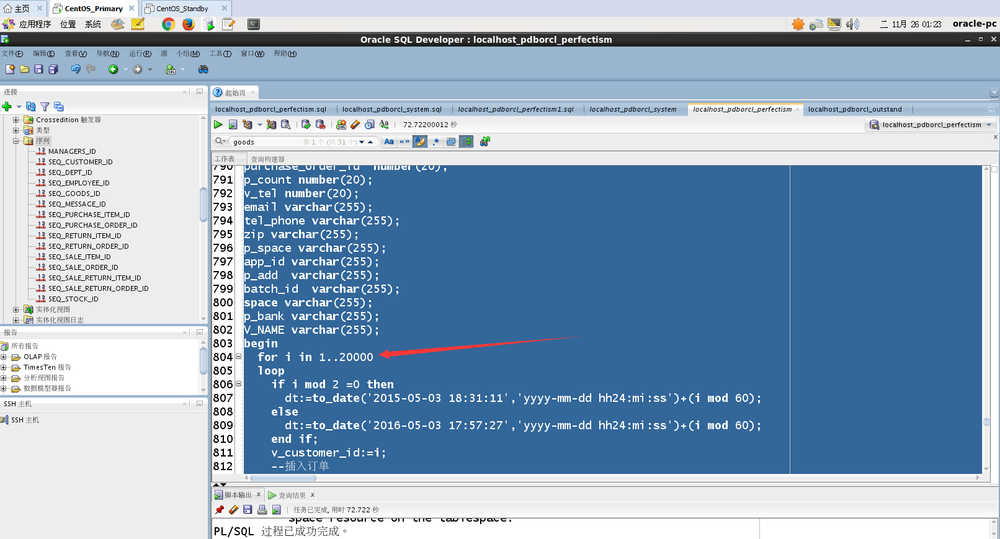 主页 CentOS_Primary CentOS_Standby
应用程序 位置 系统 二 11月 26 01:23 oracle-pc
Oracle SQL Developer : localhost_pdborcl_perfectism
文件(F) 编辑(E) 查看(V) 导航(N) 运行(R) 源 小组(M) 工具(T) 窗口(W) 帮助(H)
连接
Crossedition 触发器
类型
序列
MANAGERS_ID
SEQ_CUSTOMER_ID
SEQ_DEPT_ID
SEQ_EMPLOYEE_ID
SEQ_GOODS_ID
SEQ_MESSAGE_ID
SEQ_PURCHASE_ITEM_ID
SEQ_PURCHASE_ORDER_ID
SEQ_RETURN_ITEM_ID
SEQ_RETURN_ORDER_ID
SEQ_SALE_ITEM_ID
SEQ_SALE_ORDER_ID
SEQ_SALE_RETURN_ITEM_ID
SEQ_SALE_RETURN_ORDER_ID
SEQ_STOCK_ID
实体化视图
实体化视图日志
报告
所有报告
OLAP 报告
TimesTen 报告
分析视图报告
数据模型器报告
SSH 主机
SSH 主机
起始页
localhost_pdborcl_perfectism.sql localhost_pdborcl_system.sql localhost_pdborcl_perfectism1.sql localhost_pdborcl_system localhost_pdborcl_perfectism localhost_pdborcl_outstand
72.72200012 秒 localhost_pdborcl_perfectism
goods 第 1 个 (共 31 个) Aa “” .*
工作表 查询构建器
790 purchase_order_id number(20);
791 p_count number(20);
792 v_tel number(20);
793 email varchar(255);
794 tel_phone varchar(255);
795 zip varchar(255);
796 p_space varchar(255);
797 app_id varchar(255);
798 p_add varchar(255);
799 batch_id varchar(255);
800 space varchar(255);
801 p_bank varchar(255);
802 V_NAME varchar(255);
803 begin
804 for i in 1..20000
805 loop
806 if i mod 2 =0 then
807 dt:=to_date('2015-05-03 18:31:11','yyyy-mm-dd hh24:mi:ss')+(i mod 60);
808 else
809 dt:=to_date('2016-05-03 17:57:27','yyyy-mm-dd hh24:mi:ss')+(i mod 60);
810 end if;
811 v_customer_id:=i;
812 --插入订单
脚本输出 x 查询结果 x
任务已完成, 用时 72.722 秒
space resource on the tablespace.
PL/SQL 过程已成功完成。